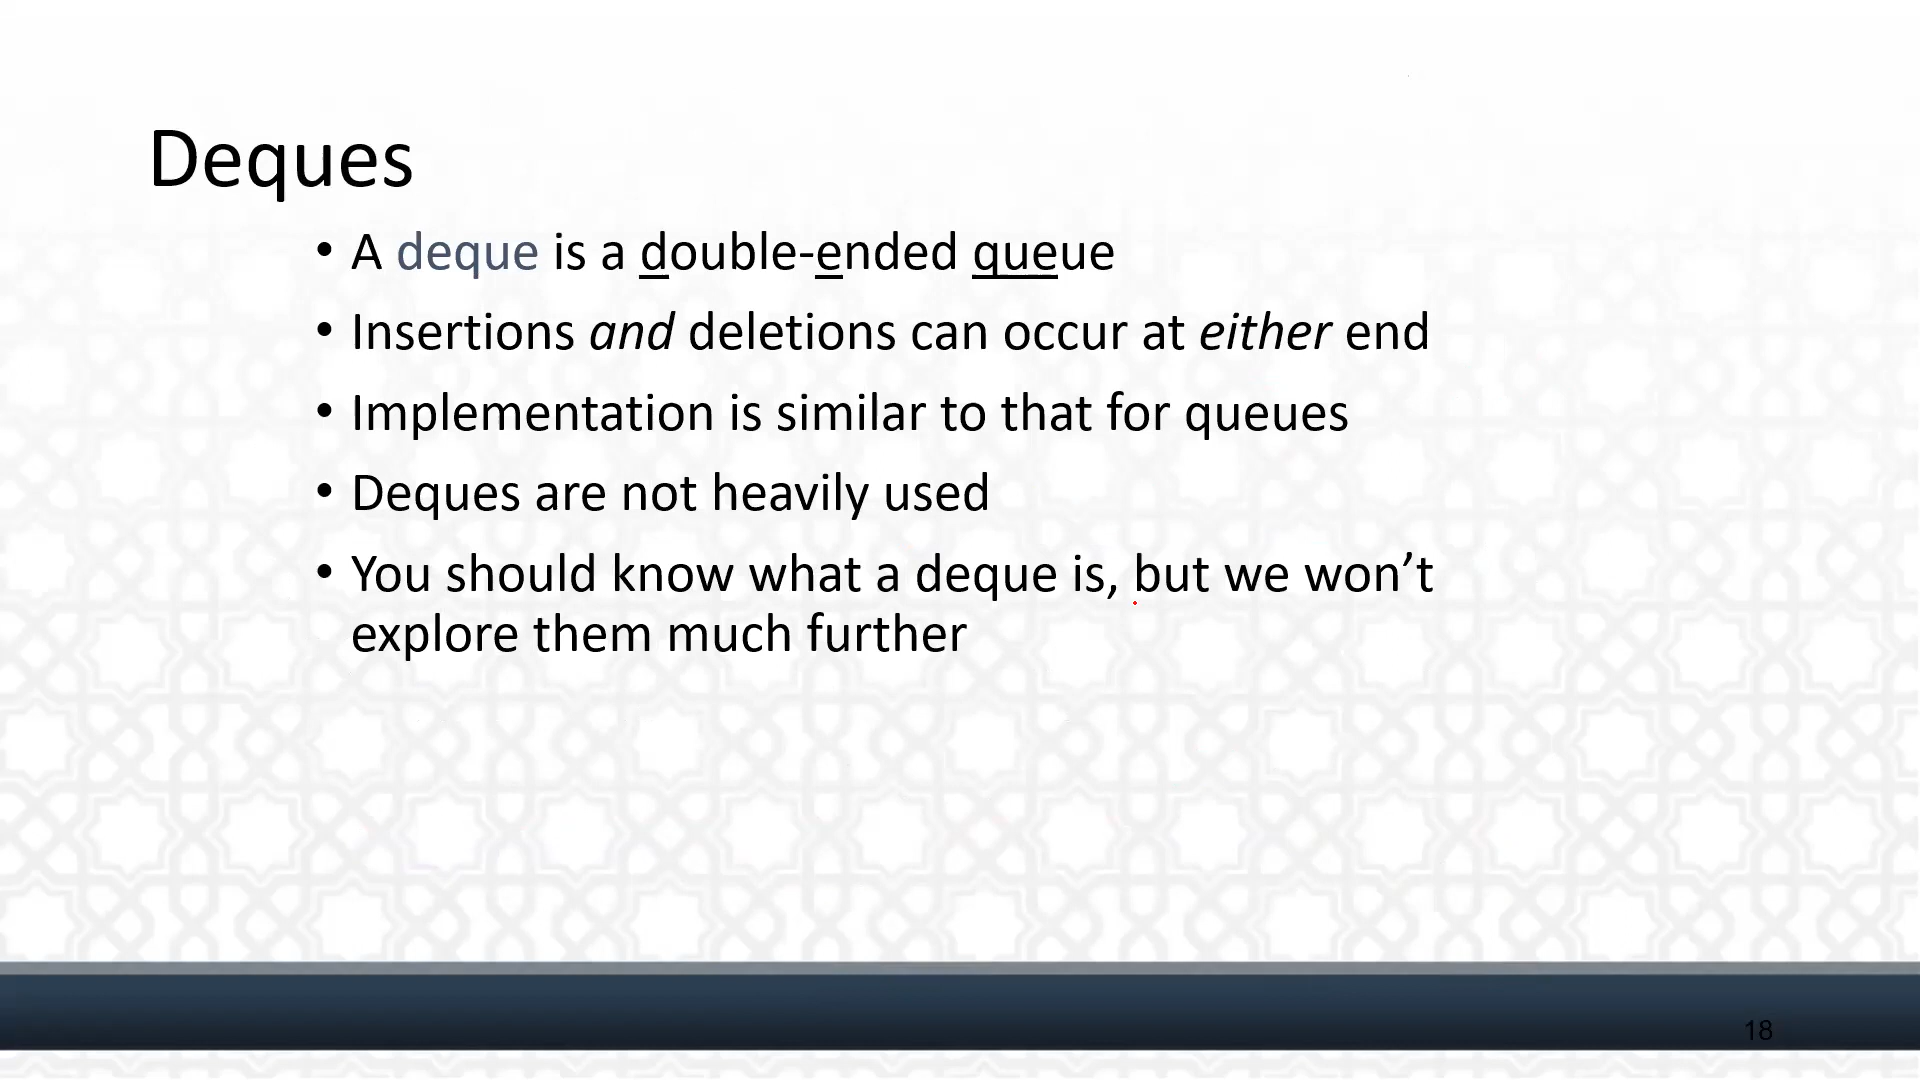 Deques
• A deque is a double-ended queue
• Insertions and deletions can occur at either end
• Implementation is similar to that for queues
• Deques are not heavily used
• You should know what a deque is, but we won’t
explore them much further
18